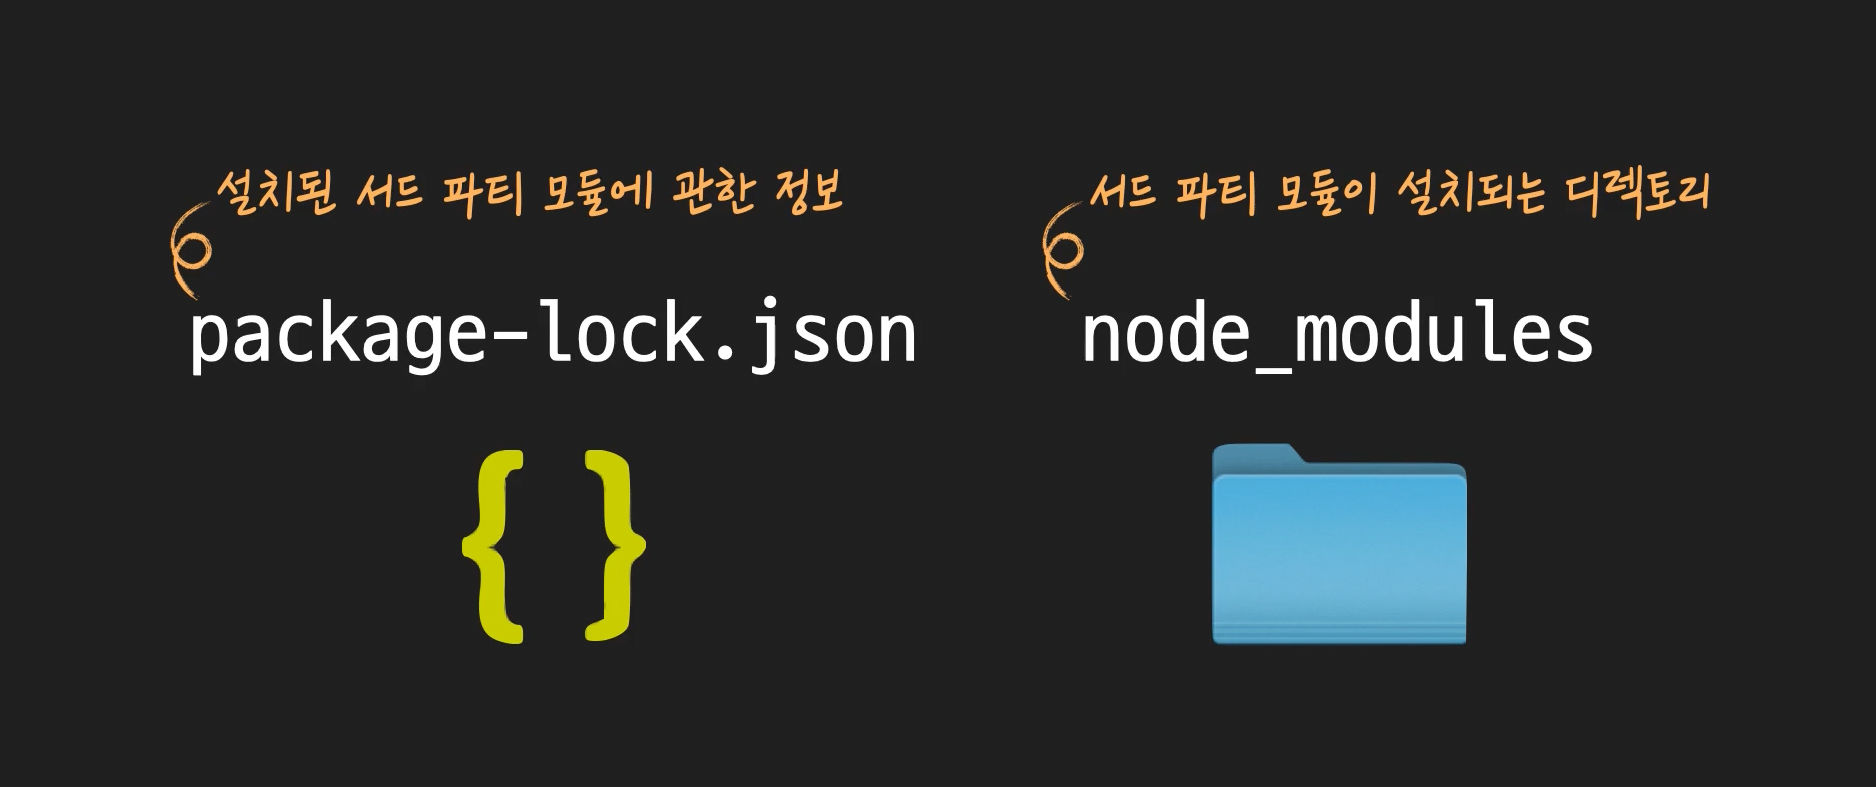 설치된 서드 파티 모듈에 관한 정보
package-lock.json
{ }
서드 파티 모듈이 설치되는 디렉토리
node_modules